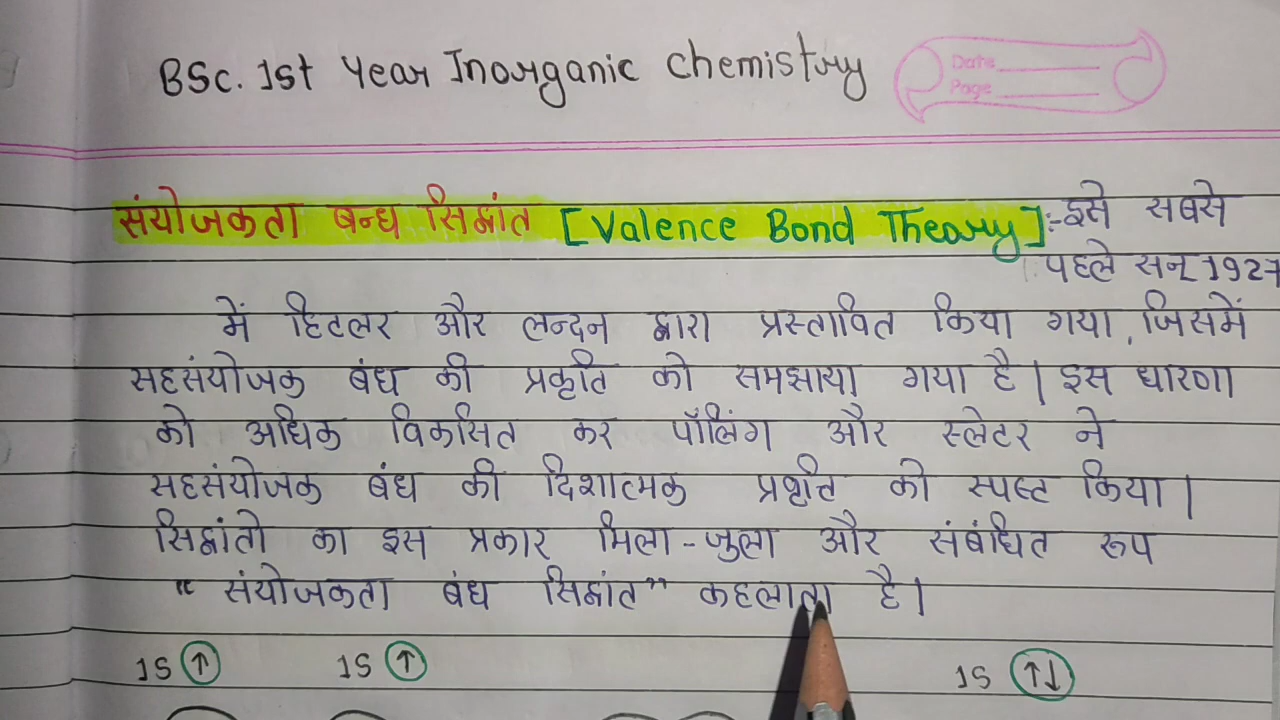 BSc. 1st Year Inorganic Chemistry
Date
Page
संयोजकता बन्ध सिद्धांत [Valence Bond Theory]:- इसे सबसे
पहले सन् 1927
में हिटलर और लन्दन द्वारा प्रस्तावित किया गया, जिसमें
सहसंयोजक बंध की प्रकृति को समझाया गया है। इस धारणा
को अधिक विकसित कर पॉलिंग और स्लेटर ने
सहसंयोजक बंध की दिशात्मक प्रकृति को स्पष्ट किया।
सिद्धांतो का इस प्रकार मिला-जुला और संबंधित रूप
“संयोजकता बंध सिद्धांत” कहलाता है।
1S ↑ 1S ↑ 1S ↑↓